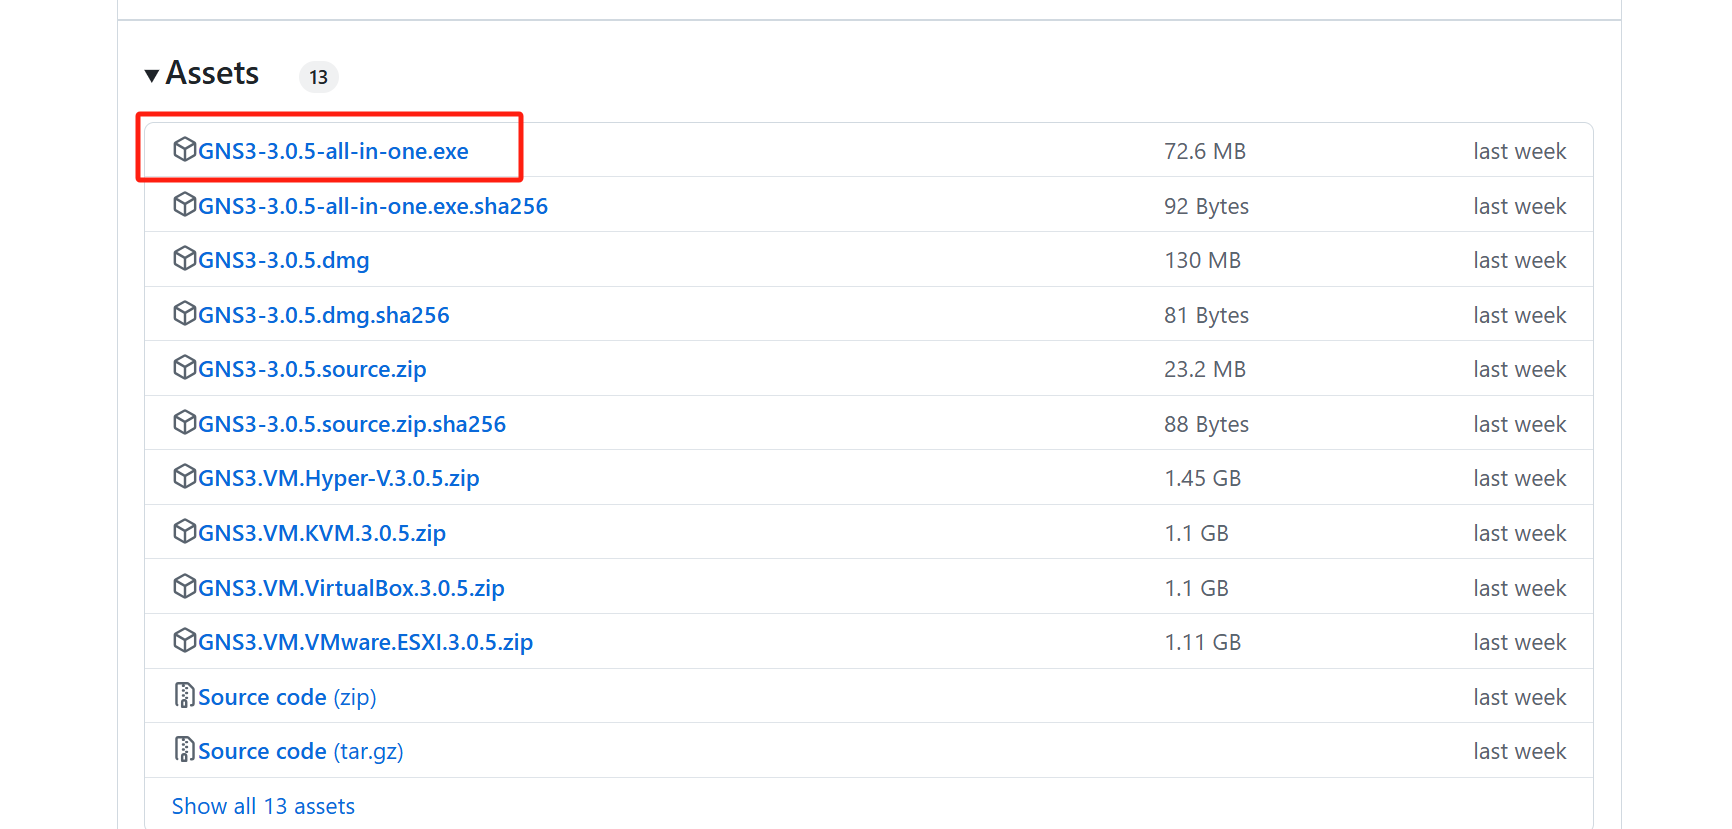 Assets 13
GNS3-3.0.5-all-in-one.exe 72.6 MB last week
GNS3-3.0.5-all-in-one.exe.sha256 92 Bytes last week
GNS3-3.0.5.dmg 130 MB last week
GNS3-3.0.5.dmg.sha256 81 Bytes last week
GNS3-3.0.5.source.zip 23.2 MB last week
GNS3-3.0.5.source.zip.sha256 88 Bytes last week
GNS3.VM.Hyper-V.3.0.5.zip 1.45 GB last week
GNS3.VM.KVM.3.0.5.zip 1.1 GB last week
GNS3.VM.VirtualBox.3.0.5.zip 1.1 GB last week
GNS3.VM.VMware.ESXI.3.0.5.zip 1.11 GB last week
Source code (zip) last week
Source code (tar.gz) last week
Show all 13 assets